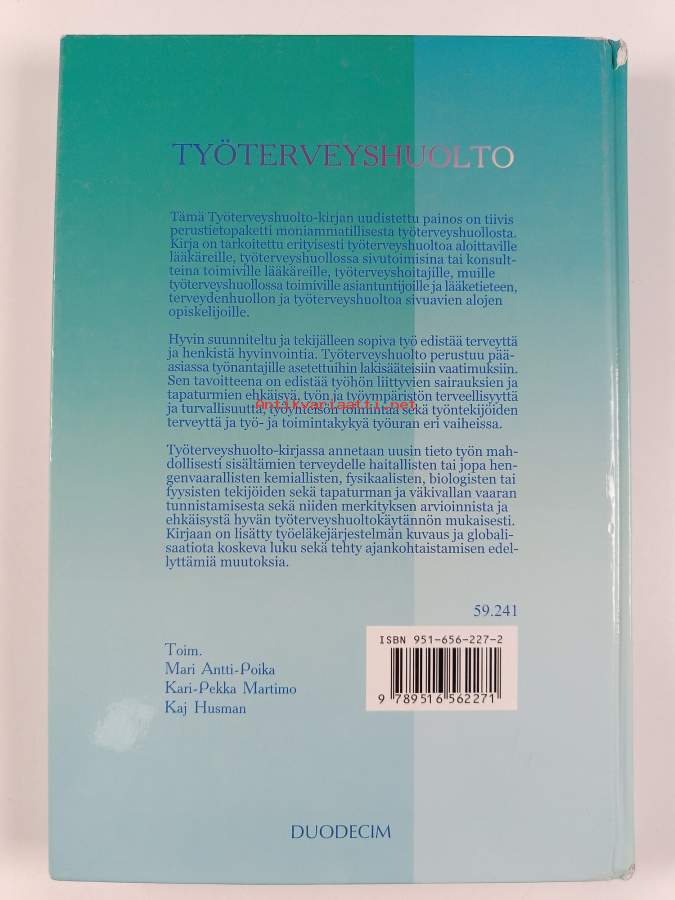 TYÖTERVEYSHUOLTO
Tämä Työterveyshuolto-kirjan uudistettu painos on tiivis
perustietopaketti moniammatillisesta työterveyshuollosta.
Kirja on tarkoitettu erityisesti työterveyshuoltoa aloittaville
lääkäreille, työterveyshuollossa sivutoimisina tai konsult-
teina toimiville lääkäreille, työterveyshoitajille, muille
työterveyshuollossa toimiville asiantuntijoille ja lääketieteen,
terveydenhuollon ja työterveyshuoltoa sivuavien alojen
opiskelijoille.
Hyvin suunniteltu ja tekijälleen sopiva työ edistää terveyttä
ja henkistä hyvinvointia. Työterveyshuolto perustuu pää-
asiassa työnantajille asetettuihin lakisääteisiin vaatimuksiin.
Sen tavoitteena on edistää työhön liittyvien sairauksien ja
tapaturmien ehkäisyä, työn ja työympäristön terveellisyyttä
Antikvariaatti.net
ja turvallisuutta, työyhteisön toimintaa sekä työntekijöiden
terveyttä ja työ- ja toimintakykyä työuran eri vaiheissa.
Työterveyshuolto-kirjassa annetaan uusin tieto työn mah-
dollisesti sisältämien terveydelle haitallisten tai jopa hen-
genvaarallisten kemiallisten, fysikaalisten, biologisten tai
fyysisten tekijöiden sekä tapaturman ja väkivallan vaaran
tunnistamisesta sekä niiden merkityksen arvioinnista ja
ehkäisystä hyvän työterveyshuoltokäytännön mukaisesti.
Kirjaan on lisätty työeläkejärjestelmän kuvaus ja globali-
saatiota koskeva luku sekä tehty ajankohtaistamisen edel-
lyttämiä muutoksia.
59.241
ISBN 951-656-227-2
9 789516 562271
Toim.
Mari Antti-Poika
Kari-Pekka Martimo
Kaj Husman
DUODECIM